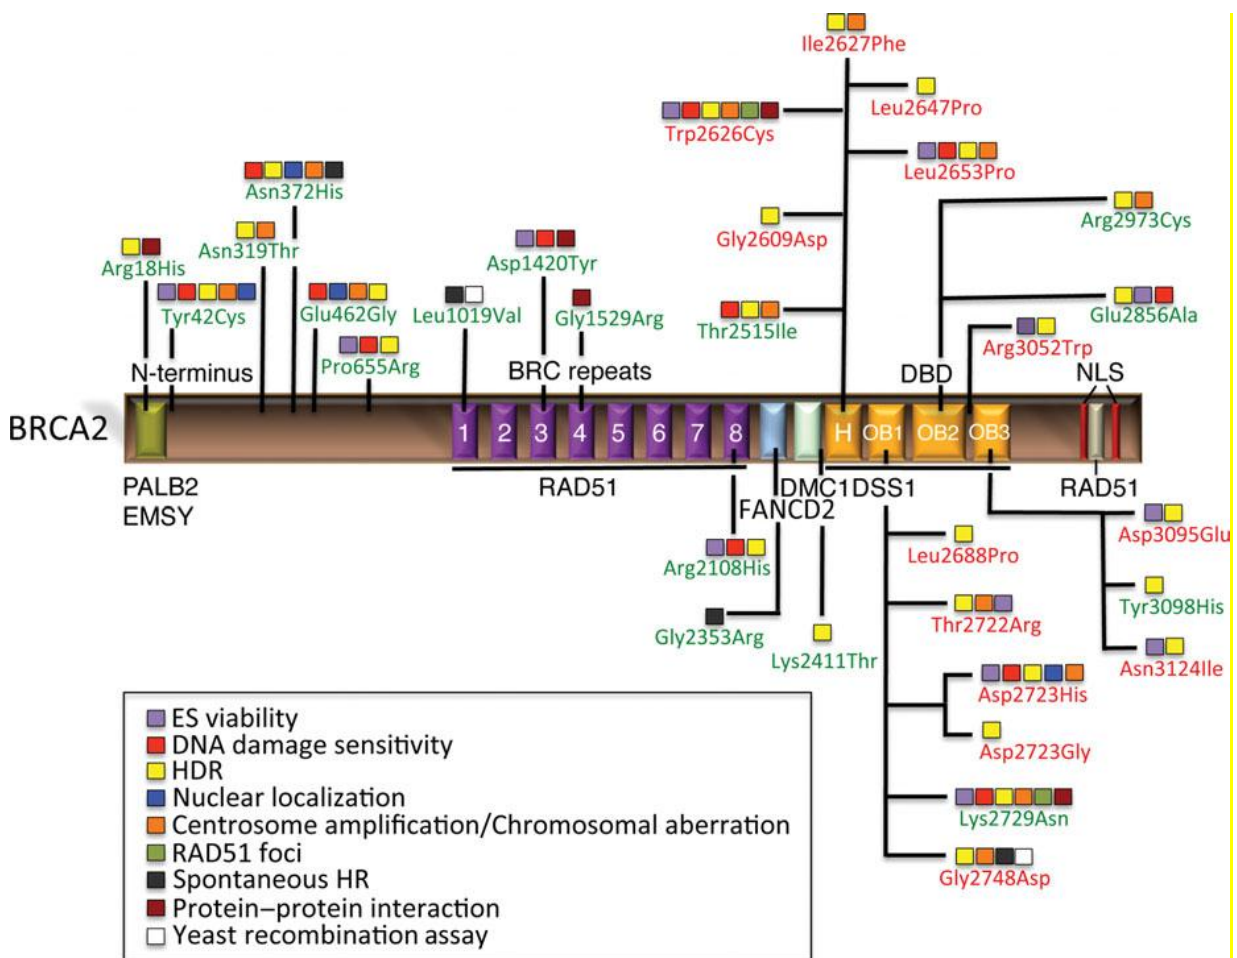 Ile2627Phe
Leu2647Pro
Trp2626Cys
Leu2653Pro
Asn372His
Arg2973Cys
Asn319Thr
Gly2609Asp
Arg18His
Asp1420Tyr
Tyr42Cys
Glu462Gly
Leu1019Val
Gly1529Arg
Thr2515Ile
Glu2856Ala
Arg3052Trp
Pro655Arg
N-terminus
BRC repeats
DBD
NLS
BRCA2
1 2 3 4 5 6 7 8 H OB1 OB2 OB3
PALB2
EMSY
RAD51
DMC1 DSS1
RAD51
FANCD2
Asp3095Glu
Arg2108His
Leu2688Pro
Tyr3098His
Gly2353Arg
Lys2411Thr
Thr2722Arg
Asn3124Ile
Asp2723His
Asp2723Gly
Lys2729Asn
Gly2748Asp
ES viability
DNA damage sensitivity
HDR
Nuclear localization
Centrosome amplification/Chromosomal aberration
RAD51 foci
Spontaneous HR
Protein–protein interaction
Yeast recombination assay